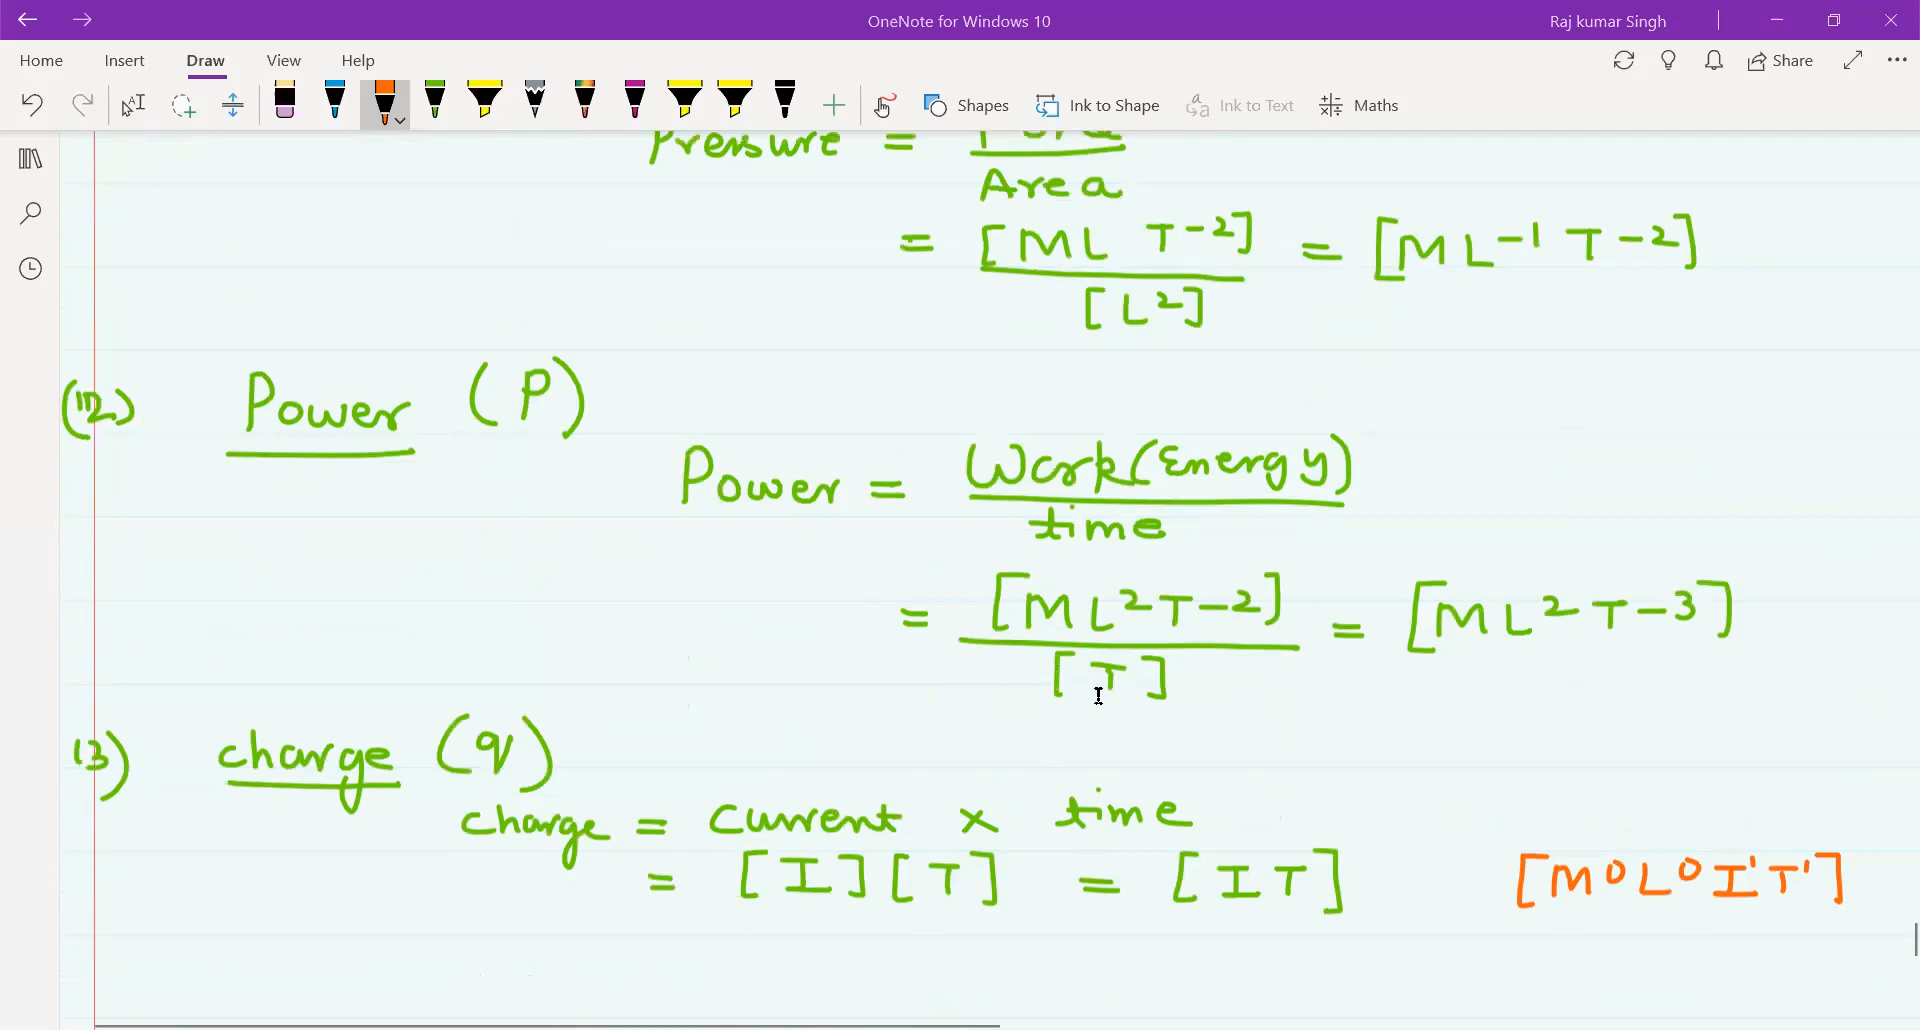 OneNote for Windows 10
Raj kumar Singh
Home Insert Draw View Help
Share
Shapes Ink to Shape Ink to Text Maths
Pressure = Force
Area
= [ML T-2] = [ML-1 T-2]
[L2]
(12) Power (P)
Power = Work(Energy)
time
= [ML2T-2] = [ML2T-3]
[T]
13) charge (q)
charge = current × time
= [I][T] = [IT] [M0L0I1T1]